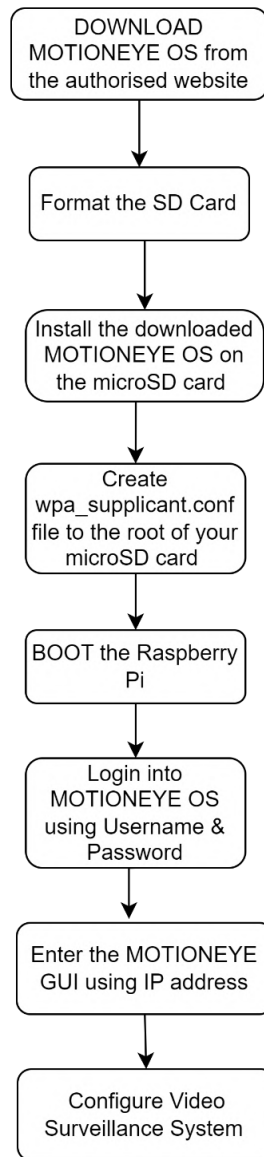 DOWNLOAD
MOTIONEYE OS from
the authorised website
Format the SD Card
Install the downloaded
MOTIONEYE OS on
the microSD card
Create
wpa_supplicant.conf
file to the root of your
microSD card
BOOT the Raspberry
Pi
Login into
MOTIONEYE OS
using Username &
Password
Enter the MOTIONEYE
GUI using IP address
Configure Video
Surveillance System